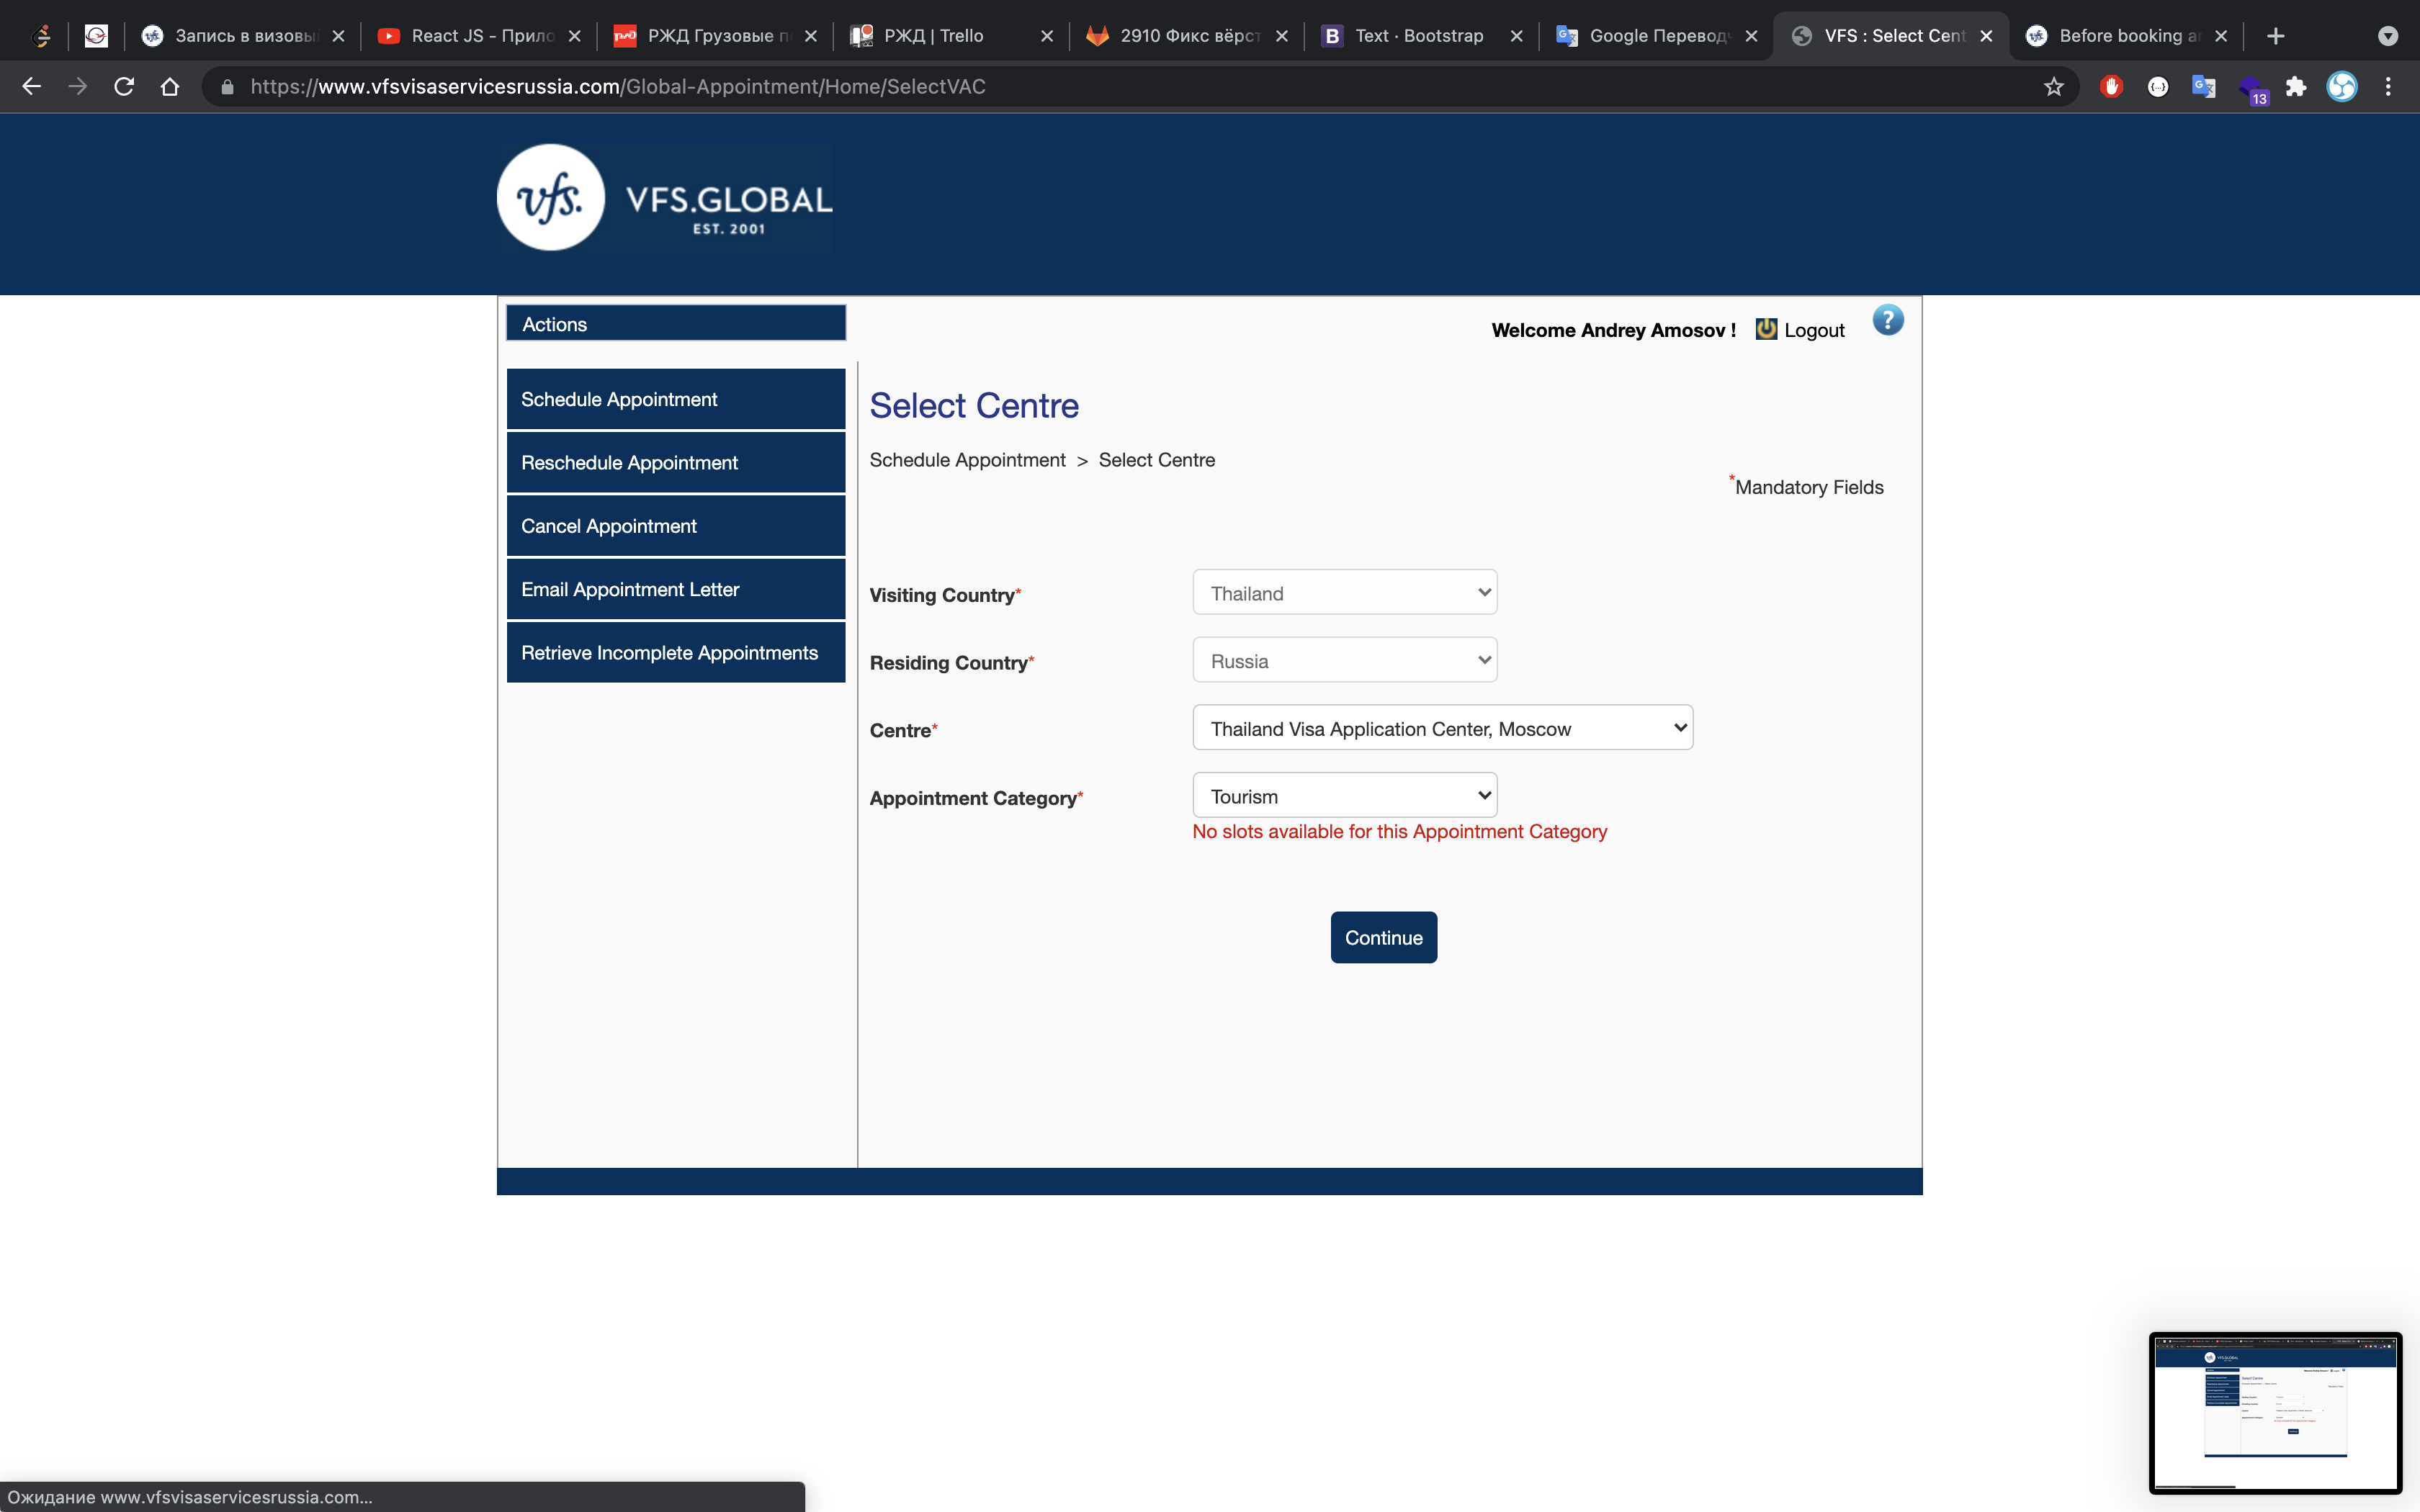 Запись в визовы
React JS - Прило
РЖД Грузовые п
РЖД | Trello
2910 Фикс вёрст
Text · Bootstrap
Google Перевод
VFS : Select Cent
Before booking a
https://www.vfsvisaservicesrussia.com/Global-Appointment/Home/SelectVAC
13
vfs.
VFS.GLOBAL
EST. 2001
Actions
Welcome Andrey Amosov !
Logout
?
Schedule Appointment
Reschedule Appointment
Cancel Appointment
Email Appointment Letter
Retrieve Incomplete Appointments
Select Centre
Schedule Appointment > Select Centre
*Mandatory Fields
Visiting Country*
Thailand
Residing Country*
Russia
Centre*
Thailand Visa Application Center, Moscow
Appointment Category*
Tourism
No slots available for this Appointment Category
Continue
Ожидание www.vfsvisaservicesrussia.com...